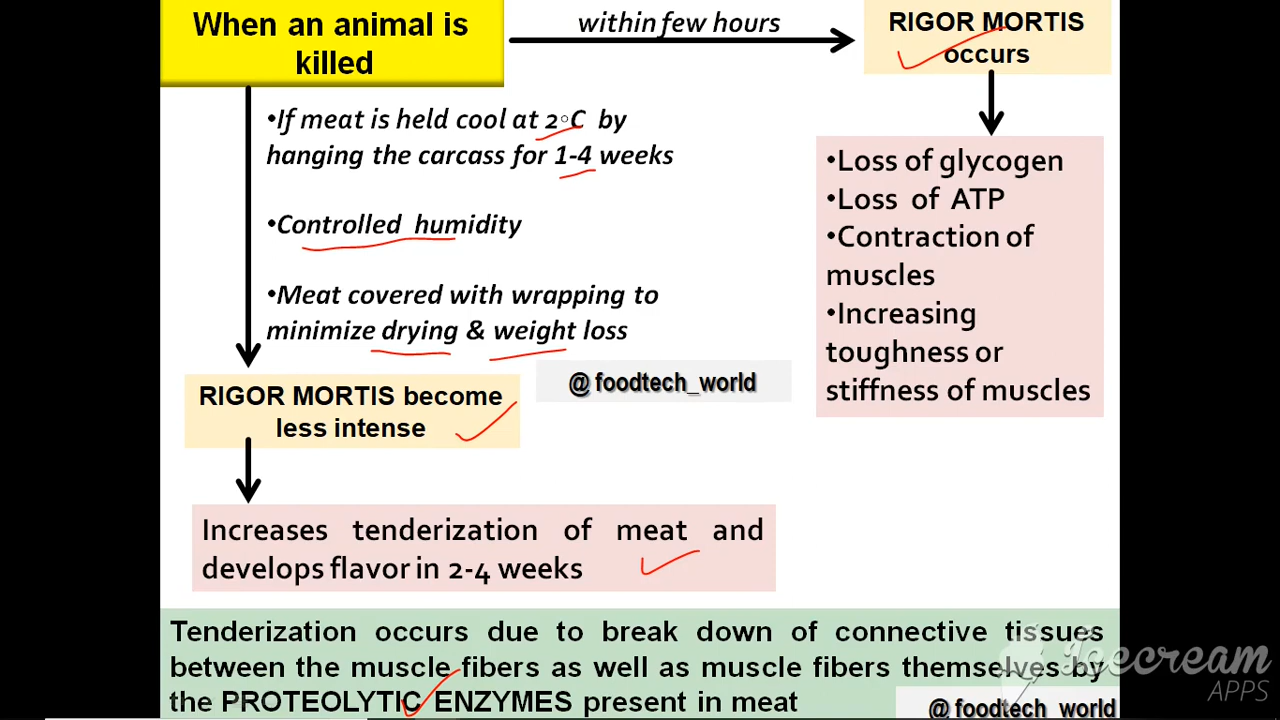 When an animal is
killed
within few hours
RIGOR MORTIS
occurs
•If meat is held cool at 2◦C by
hanging the carcass for 1-4 weeks
•Controlled humidity
•Meat covered with wrapping to
minimize drying & weight loss
•Loss of glycogen
•Loss of ATP
•Contraction of
muscles
•Increasing
toughness or
stiffness of muscles
@ foodtech_world
RIGOR MORTIS become
less intense
Increases tenderization of meat and
develops flavor in 2-4 weeks
Tenderization occurs due to break down of connective tissues
between the muscle fibers as well as muscle fibers themselves by
the PROTEOLYTIC ENZYMES present in meat
Icecream
APPS
@ foodtech_world